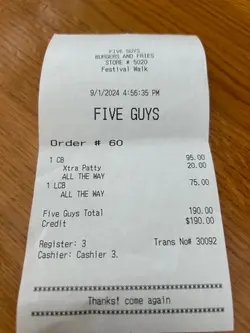 FIVE GUYS
BURGERS AND FRIES
STORE # 5020
Festival Walk
9/1/2024 4:56:35 PM
FIVE GUYS
Order # 60
1 CB 95.00
Xtra Patty 20.00
ALL THE WAY
1 LCB 75.00
ALL THE WAY
Five Guys Total 190.00
Credit $190.00
Register: 3 Trans No# 30092
Cashier: Cashier 3.
****************************************
Thanks! come again
****************************************